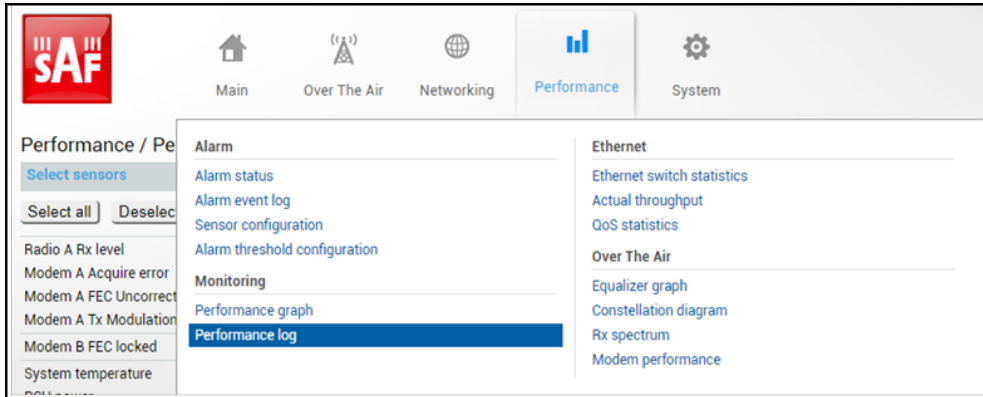 SAF
Main
Over The Air
Networking
Performance
System
Performance / Pe
Select sensors
Select all
Deselec
Radio A Rx level
Modem A Acquire error
Modem A FEC Uncorrect
Modem A Tx Modulation
Modem B FEC locked
System temperature
Alarm
Alarm status
Alarm event log
Sensor configuration
Alarm threshold configuration
Monitoring
Performance graph
Performance log
Ethernet
Ethernet switch statistics
Actual throughput
QoS statistics
Over The Air
Equalizer graph
Constellation diagram
Rx spectrum
Modem performance